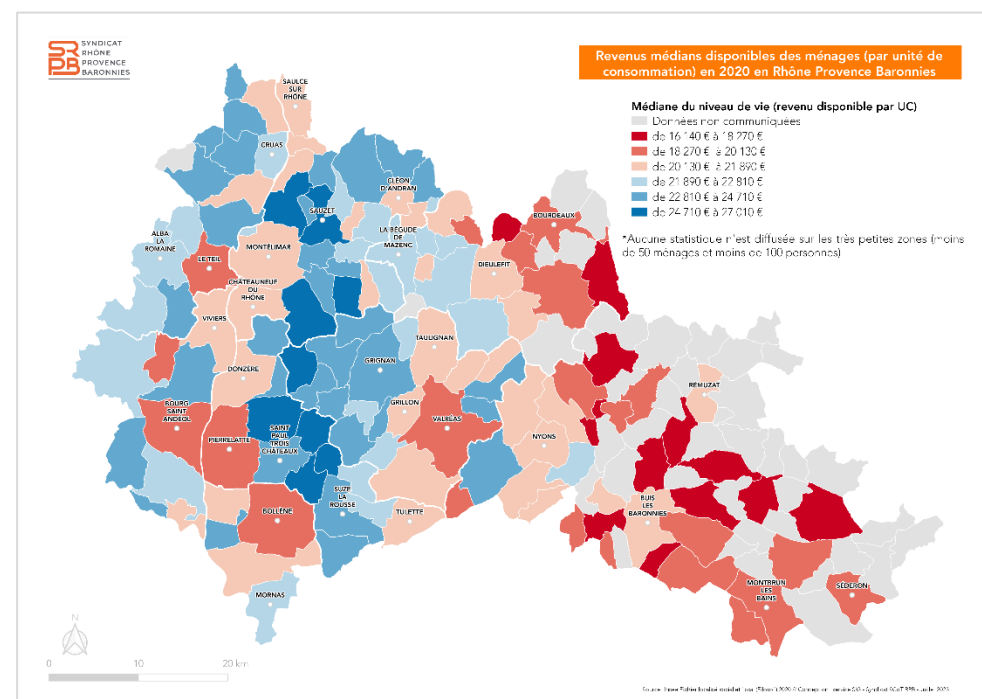 SYNDICAT
RHÔNE
PROVENCE
BARONNIES
SRPB
Revenus médians disponibles des ménages (par unité de
consommation) en 2020 en Rhône Provence Baronnies
Médiane du niveau de vie (revenu disponible par UC)
Données non communiquées
de 16 140 € à 18 270 €
de 18 270 € à 20 130 €
de 20 130 € à 21 890 €
de 21 890 € à 22 810 €
de 22 810 € à 24 710 €
de 24 710 € à 27 010 €
*Aucune statistique n'est diffusée sur les très petites zones (moins
de 50 ménages et moins de 100 personnes)
SAULCE
SUR
RHÔNE
CRUAS
CLÉON
D'ANDRAN
SAUZET
BOURDEAUX
ALBA
LA
ROMAINE
LA BÉGUDE
DE
MAZENC
MONTÉLIMAR
LE TEIL
DIEULEFIT
CHÂTEAUNEUF
DU
RHÔNE
VIVIERS
TAULIGNAN
GRIGNAN
DONZÈRE
RÉMUZAT
BOURG
SAINT
ANDÉOL
GRILLON
VALRÉAS
PIERRELATTE
SAINT
PAUL
TROIS
CHÂTEAUX
NYONS
SUZE
LA
ROUSSE
BUIS
LES
BARONNIES
BOLLÈNE
TULETTE
MONTBRUN
LES
BAINS
SÉDERON
MORNAS
N
0 10 20 km